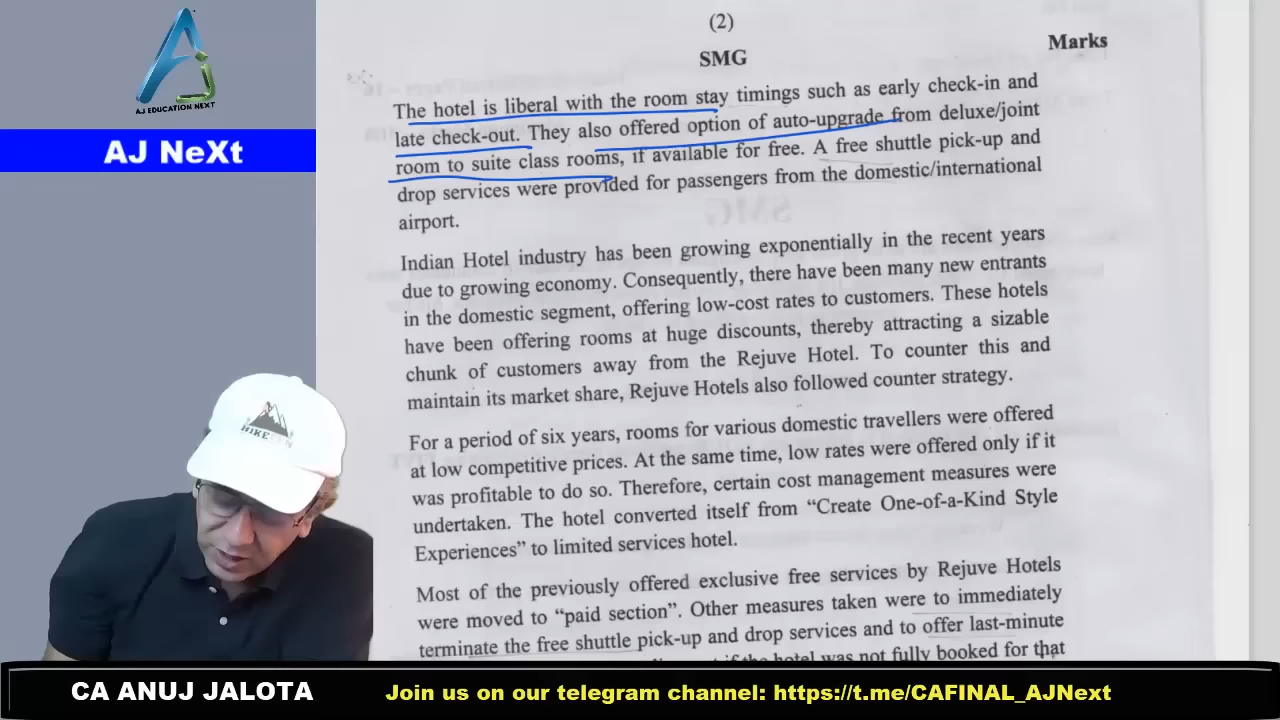 AJ EDUCATION NEXT
AJ NeXt
(2)
SMG
Marks
The hotel is liberal with the room stay timings such as early check-in and
late check-out. They also offered option of auto-upgrade from deluxe/joint
room to suite class rooms, if available for free. A free shuttle pick-up and
drop services were provided for passengers from the domestic/international
airport.
Indian Hotel industry has been growing exponentially in the recent years
due to growing economy. Consequently, there have been many new entrants
in the domestic segment, offering low-cost rates to customers. These hotels
have been offering rooms at huge discounts, thereby attracting a sizable
chunk of customers away from the Rejuve Hotel. To counter this and
maintain its market share, Rejuve Hotels also followed counter strategy.
For a period of six years, rooms for various domestic travellers were offered
at low competitive prices. At the same time, low rates were offered only if it
was profitable to do so. Therefore, certain cost management measures were
undertaken. The hotel converted itself from “Create One-of-a-Kind Style
Experiences” to limited services hotel.
Most of the previously offered exclusive free services by Rejuve Hotels
were moved to “paid section”. Other measures taken were to immediately
terminate the free shuttle pick-up and drop services and to offer last-minute
if the hotel was not fully booked for that
CA ANUJ JALOTA
Join us on our telegram channel: https://t.me/CAFINAL_AJNext